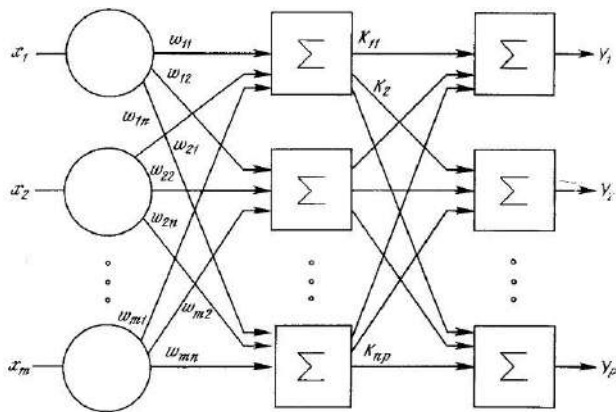 x1 w11 Σ K11 Σ Y1
w12
K2
w1n
w21
x2 w22 Σ Σ Y2
w2n
wm1 wm2
xm wmn Σ Knp Σ Yp